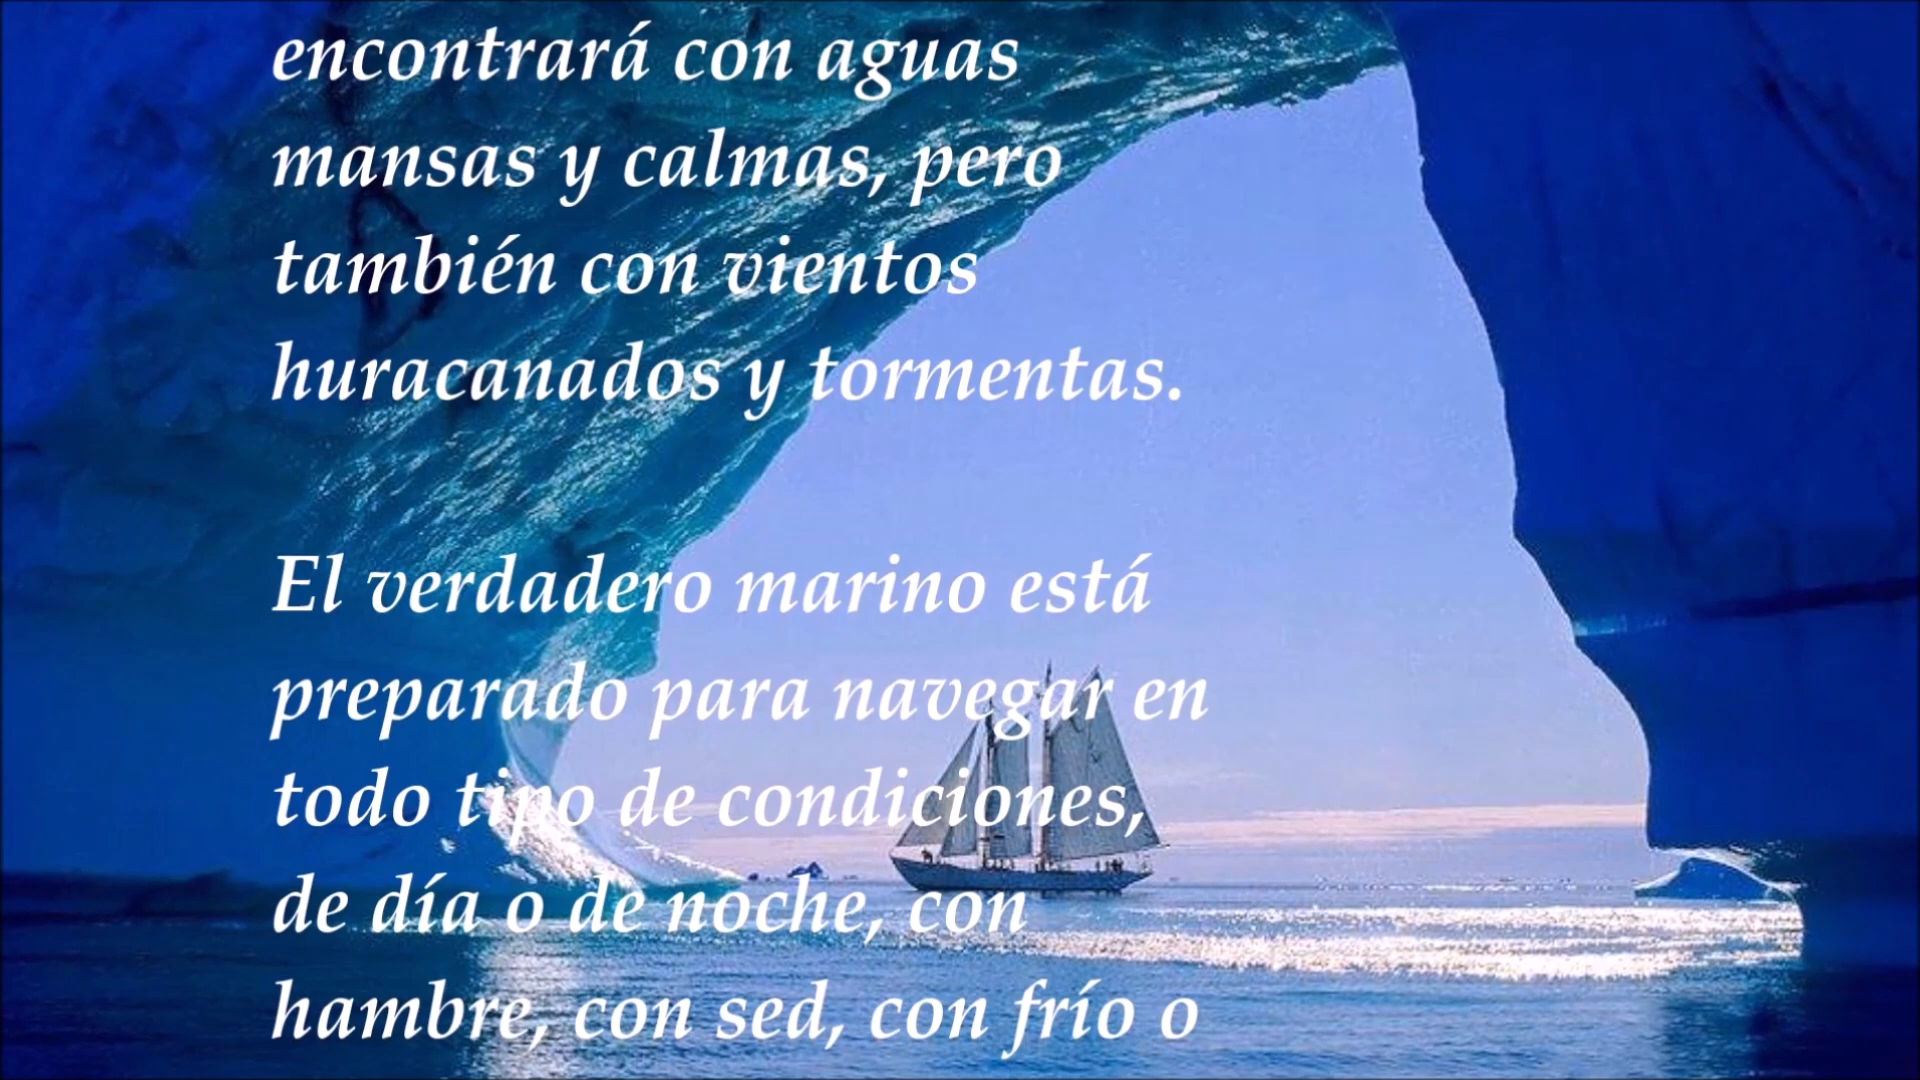 encontrará con aguas
mansas y calmas, pero
también con vientos
huracanados y tormentas.
El verdadero marino está
preparado para navegar en
todo tipo de condiciones,
de día o de noche, con
hambre, con sed, con frío o